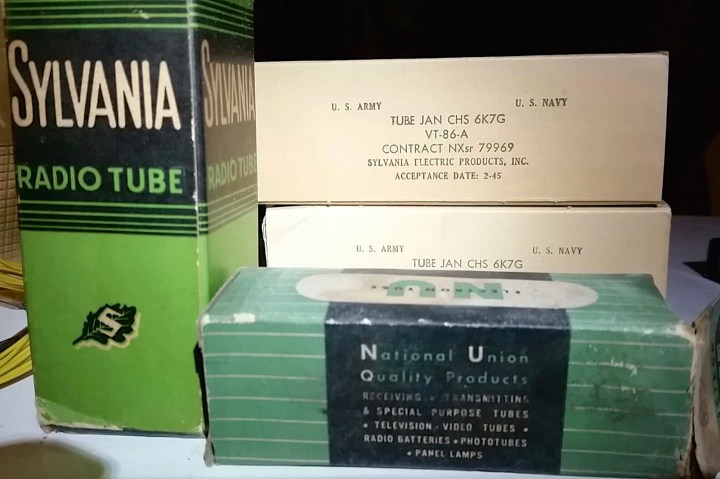 SYLVANIA
RADIO TUBE
S
SYLVANIA
RADIO TUBE
U. S. ARMY U. S. NAVY
TUBE JAN CHS 6K7G
VT-86-A
CONTRACT NXsr 79969
SYLVANIA ELECTRIC PRODUCTS, INC.
ACCEPTANCE DATE: 2-45
U. S. ARMY U. S. NAVY
TUBE JAN CHS 6K7G
NU
National Union
Quality Products
RECEIVING • TRANSMITTING
& SPECIAL PURPOSE TUBES
• TELEVISION-VIDEO TUBES •
RADIO BATTERIES • PHOTOTUBES
• PANEL LAMPS